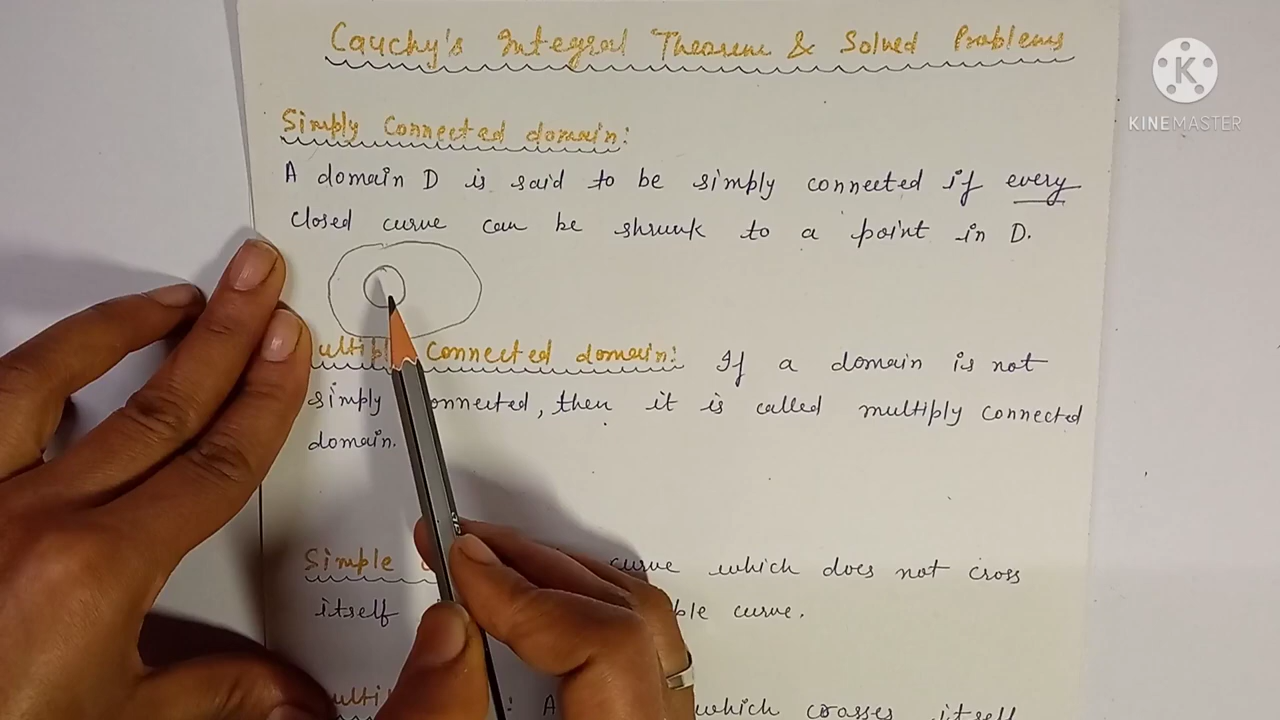 Cauchy's Integral Theorem & Solved Problems
KINEMASTER
Simply Connected domain:
A domain D is said to be simply connected if every
closed curve can be shrunk to a point in D.
Connected domain: If a domain is not
simply connected, then it is called multiply connected
domain.
Simple curve which does not cross
itself curve.
A which crosses itself